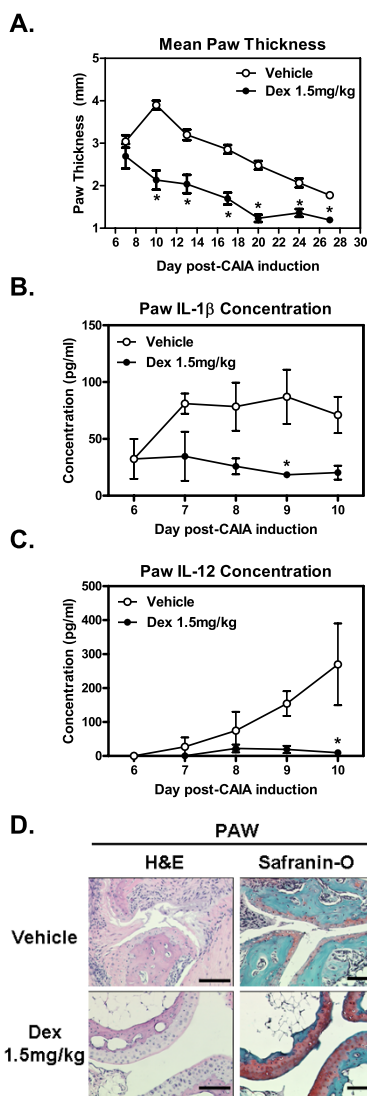 A.
Mean Paw Thickness
Vehicle
Dex 1.5mg/kg
Paw Thickness (mm)
5
4
3
2
1
* * * * * *
6 8 10 12 14 16 18 20 22 24 26 28 30
Day post-CAIA induction
B.
Paw IL-1β Concentration
Vehicle
Dex 1.5mg/kg
Concentration (pg/ml)
150
100
50
0
*
6 7 8 9 10
Day post-CAIA induction
C.
Paw IL-12 Concentration
Vehicle
Dex 1.5mg/kg
Concentration (pg/ml)
500
400
300
200
100
0
*
6 7 8 9 10
Day post-CAIA induction
D.
PAW
H&E Safranin-O
Vehicle
Dex
1.5mg/kg